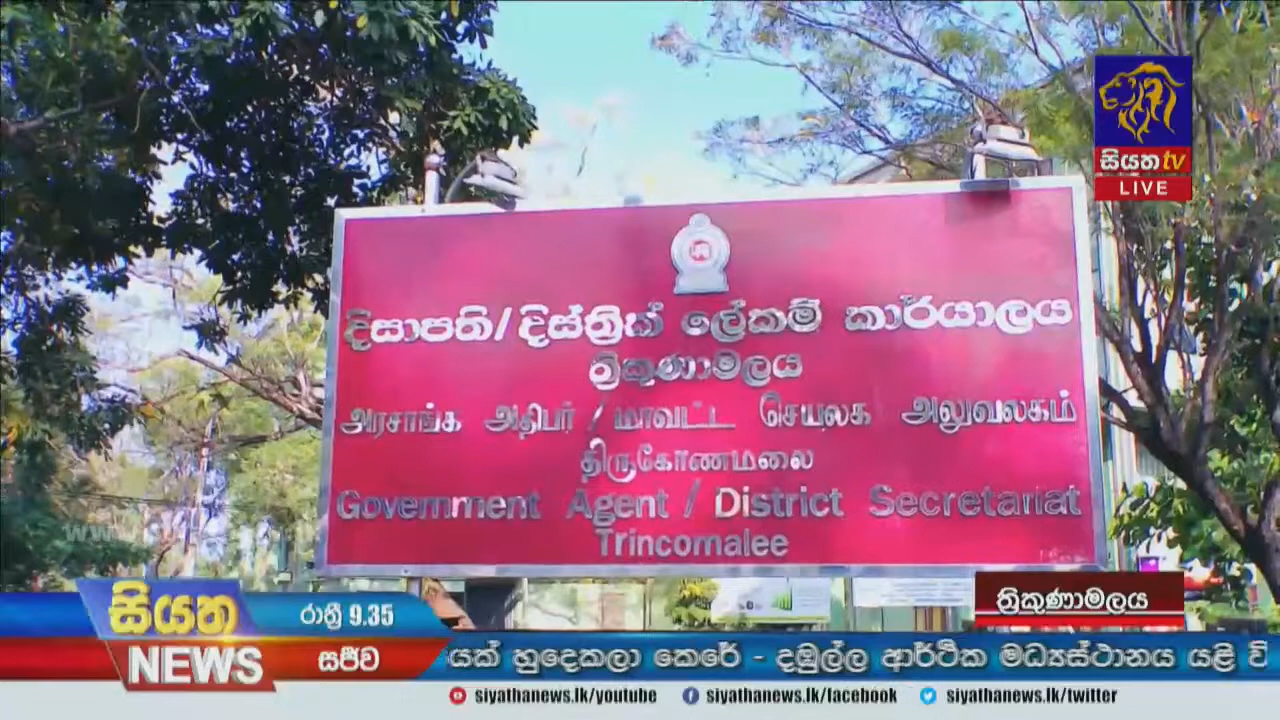 සියත tv
LIVE
දිසාපති/දිස්ත්‍රික් ලේකම් කාර්යාලය
ත්‍රිකුණාමලය
அரசாங்க அதிபர் / மாவட்ட செயலக அலுவலகம்
திருகோணமலை
Government Agent / District Secretariat
Trincomalee
ත්‍රිකුණාමලය
සියත
NEWS
රාත්‍රී 9.35
සජීව
යක් හුදෙකලා කෙරේ - දඹුල්ල ආර්ථික මධ්‍යස්ථානය යළි වි
siyathanews.lk/youtube siyathanews.lk/facebook siyathanews.lk/twitter